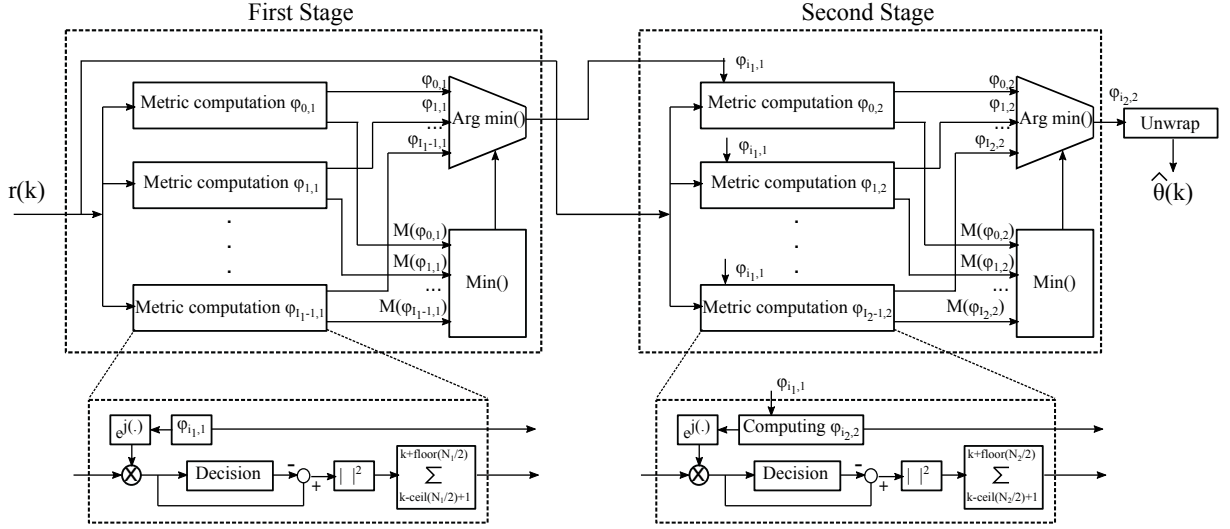 First Stage
Second Stage
r(k)
Metric computation φ0,1
Metric computation φ1,1
Metric computation φI1-1,1
φ0,1
φ1,1
...
φI1-1,1
Arg min()
M(φ0,1)
M(φ1,1)
...
M(φI1-1,1)
Min()
φi1,1
Metric computation φ0,2
φi1,1
Metric computation φ1,2
φi1,1
Metric computation φI2-1,2
φ0,2
φ1,2
...
φI2,2
Arg min()
M(φ0,2)
M(φ1,2)
...
M(φI2,2)
Min()
φi2,2
Unwrap
θ̂(k)
ej(.)
φi1,1
Decision
-
+
| |2
k+floor(N1/2)
∑
k-ceil(N1/2)+1
φi1,1
ej(.)
Computing φi2,2
Decision
-
+
| |2
k+floor(N2/2)
∑
k-ceil(N2/2)+1